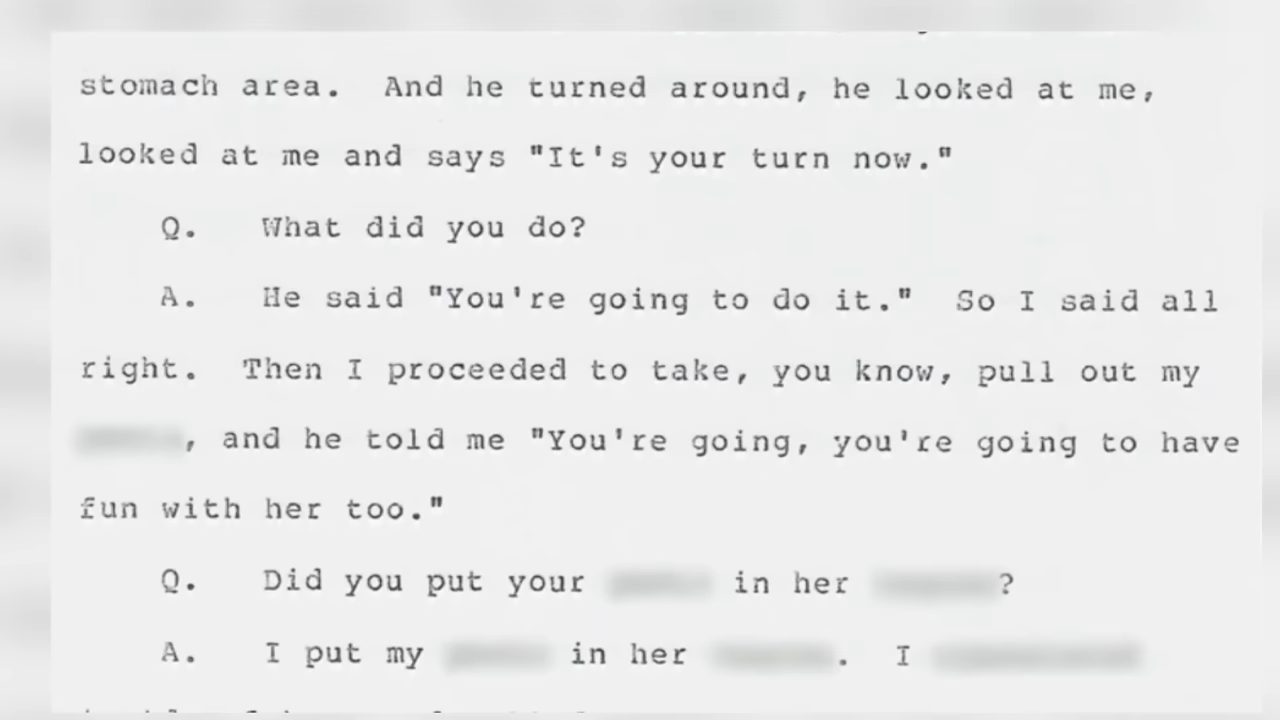 stomach area. And he turned around, he looked at me,
looked at me and says "It's your turn now."
Q. What did you do?
A. He said "You're going to do it." So I said all
right. Then I proceeded to take, you know, pull out my
, and he told me "You're going, you're going to have
fun with her too."
Q. Did you put your in her ?
A. I put my in her . I